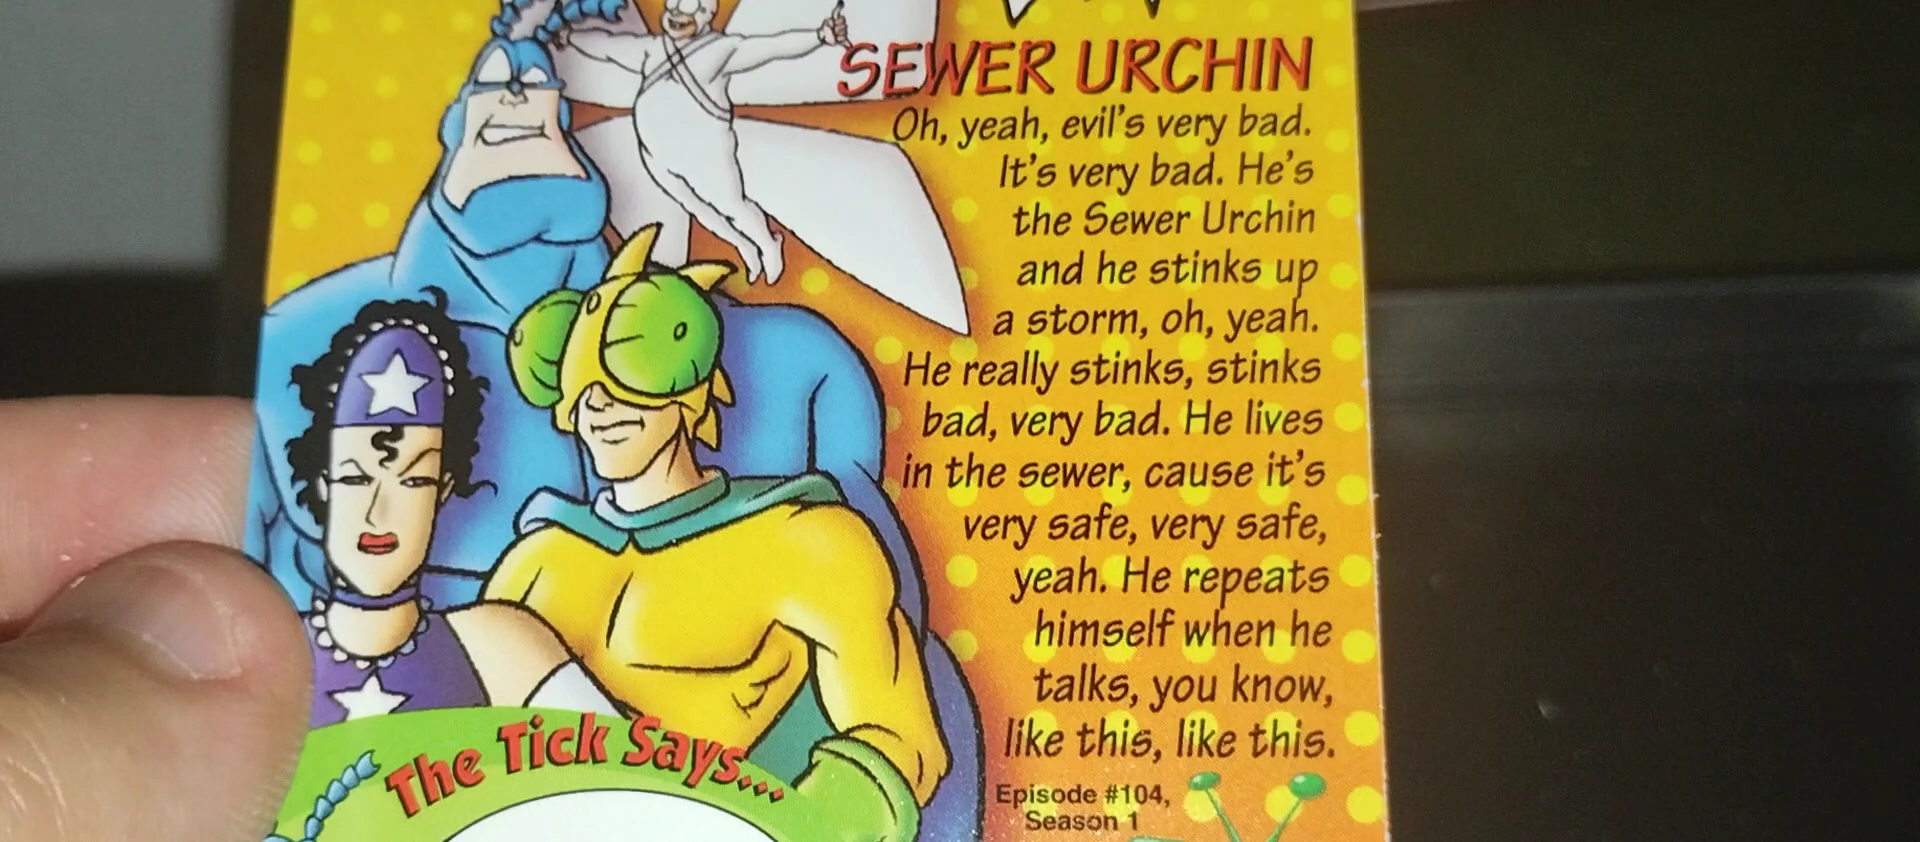 SEWER URCHIN
Oh, yeah, evil's very bad.
It's very bad. He's
the Sewer Urchin
and he stinks up
a storm, oh, yeah.
He really stinks, stinks
bad, very bad. He lives
in the sewer, cause it's
very safe, very safe,
yeah. He repeats
himself when he
talks, you know,
like this, like this.
Episode #104,
Season 1
The Tick Says...